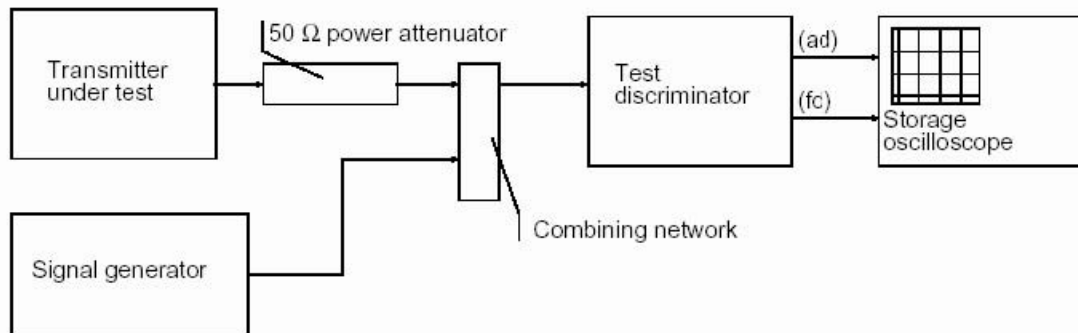 50 Ω power attenuator
Transmitter
under test
Test
discriminator
(ad)
(fc)
Storage
oscilloscope
Combining network
Signal generator